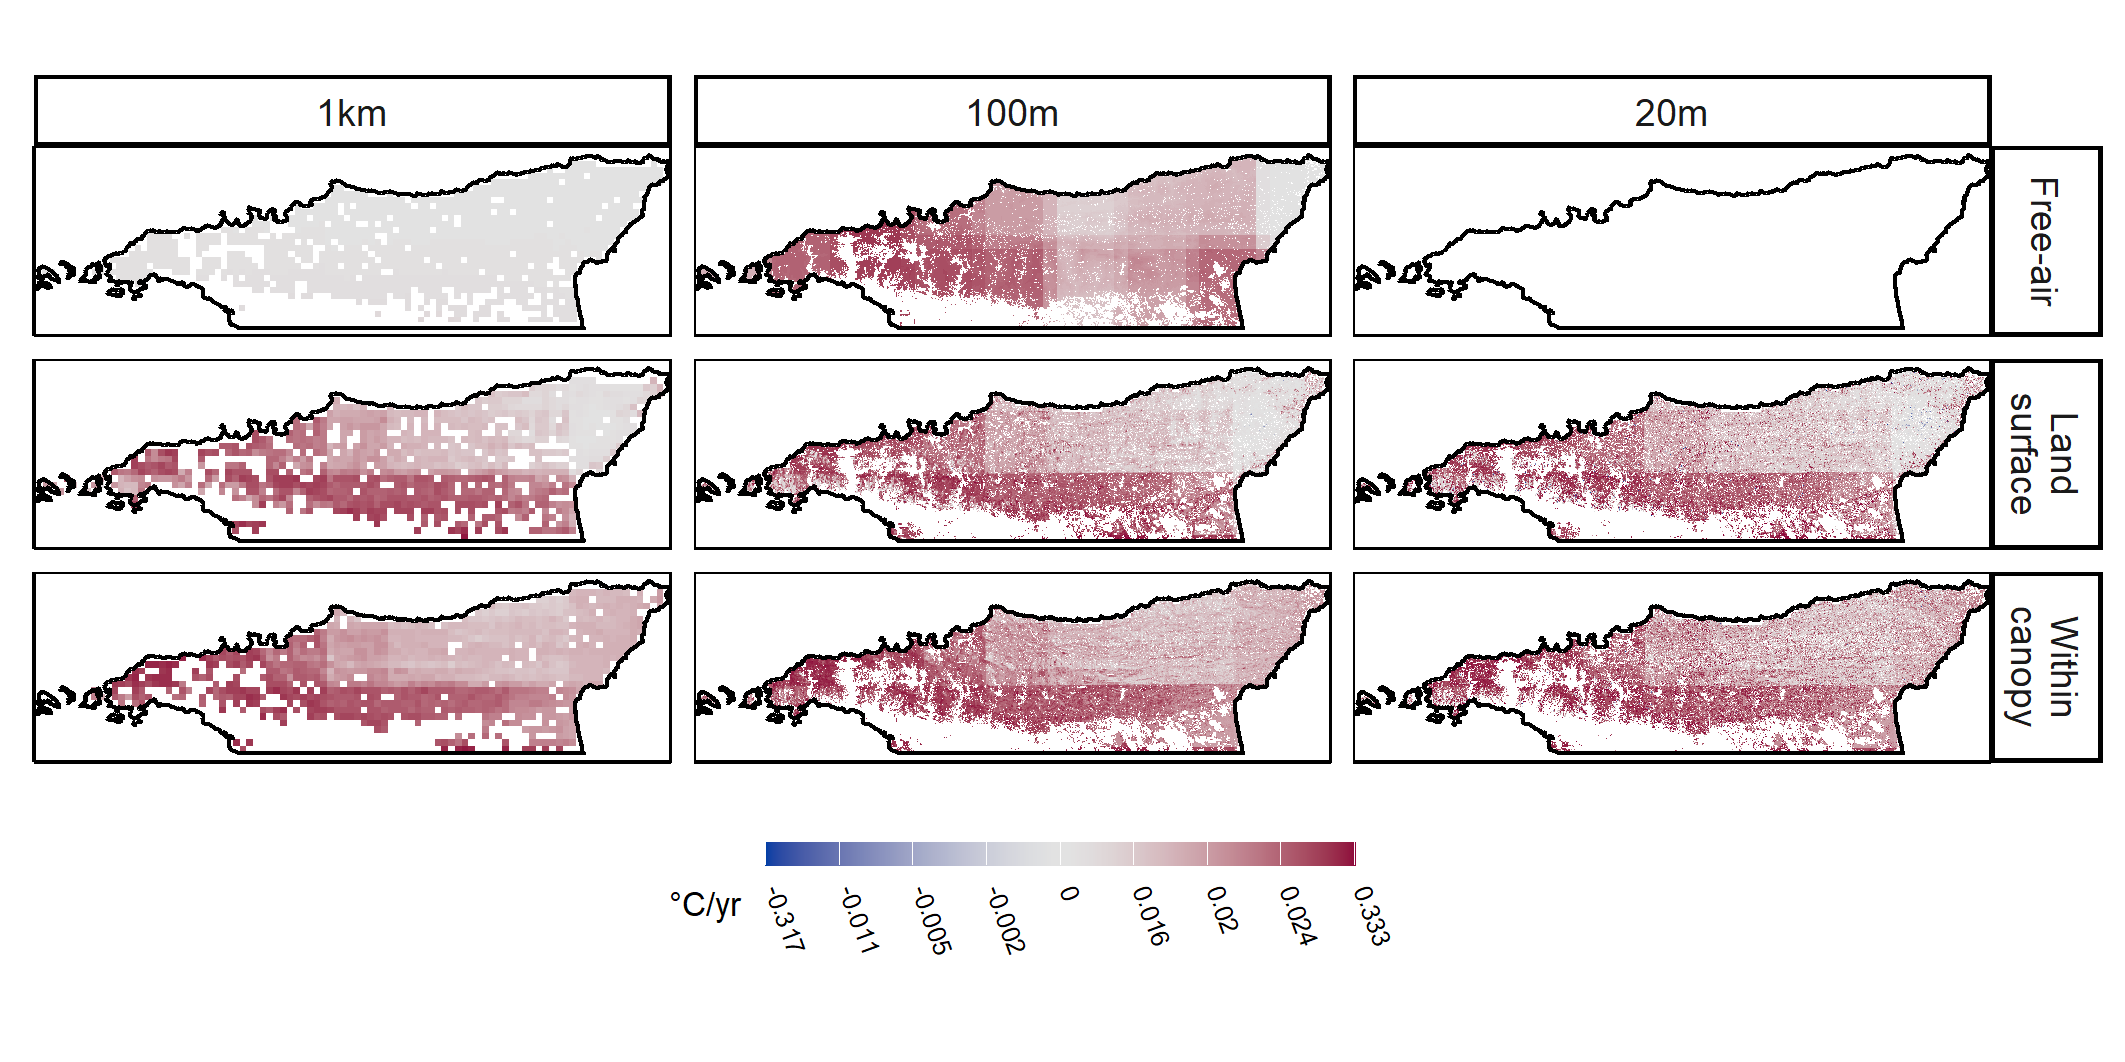 1km
100m
20m
Free-air
Land
surface
Within
canopy
°C/yr
-0.317
-0.011
-0.005
-0.002
0
0.016
0.02
0.024
0.333